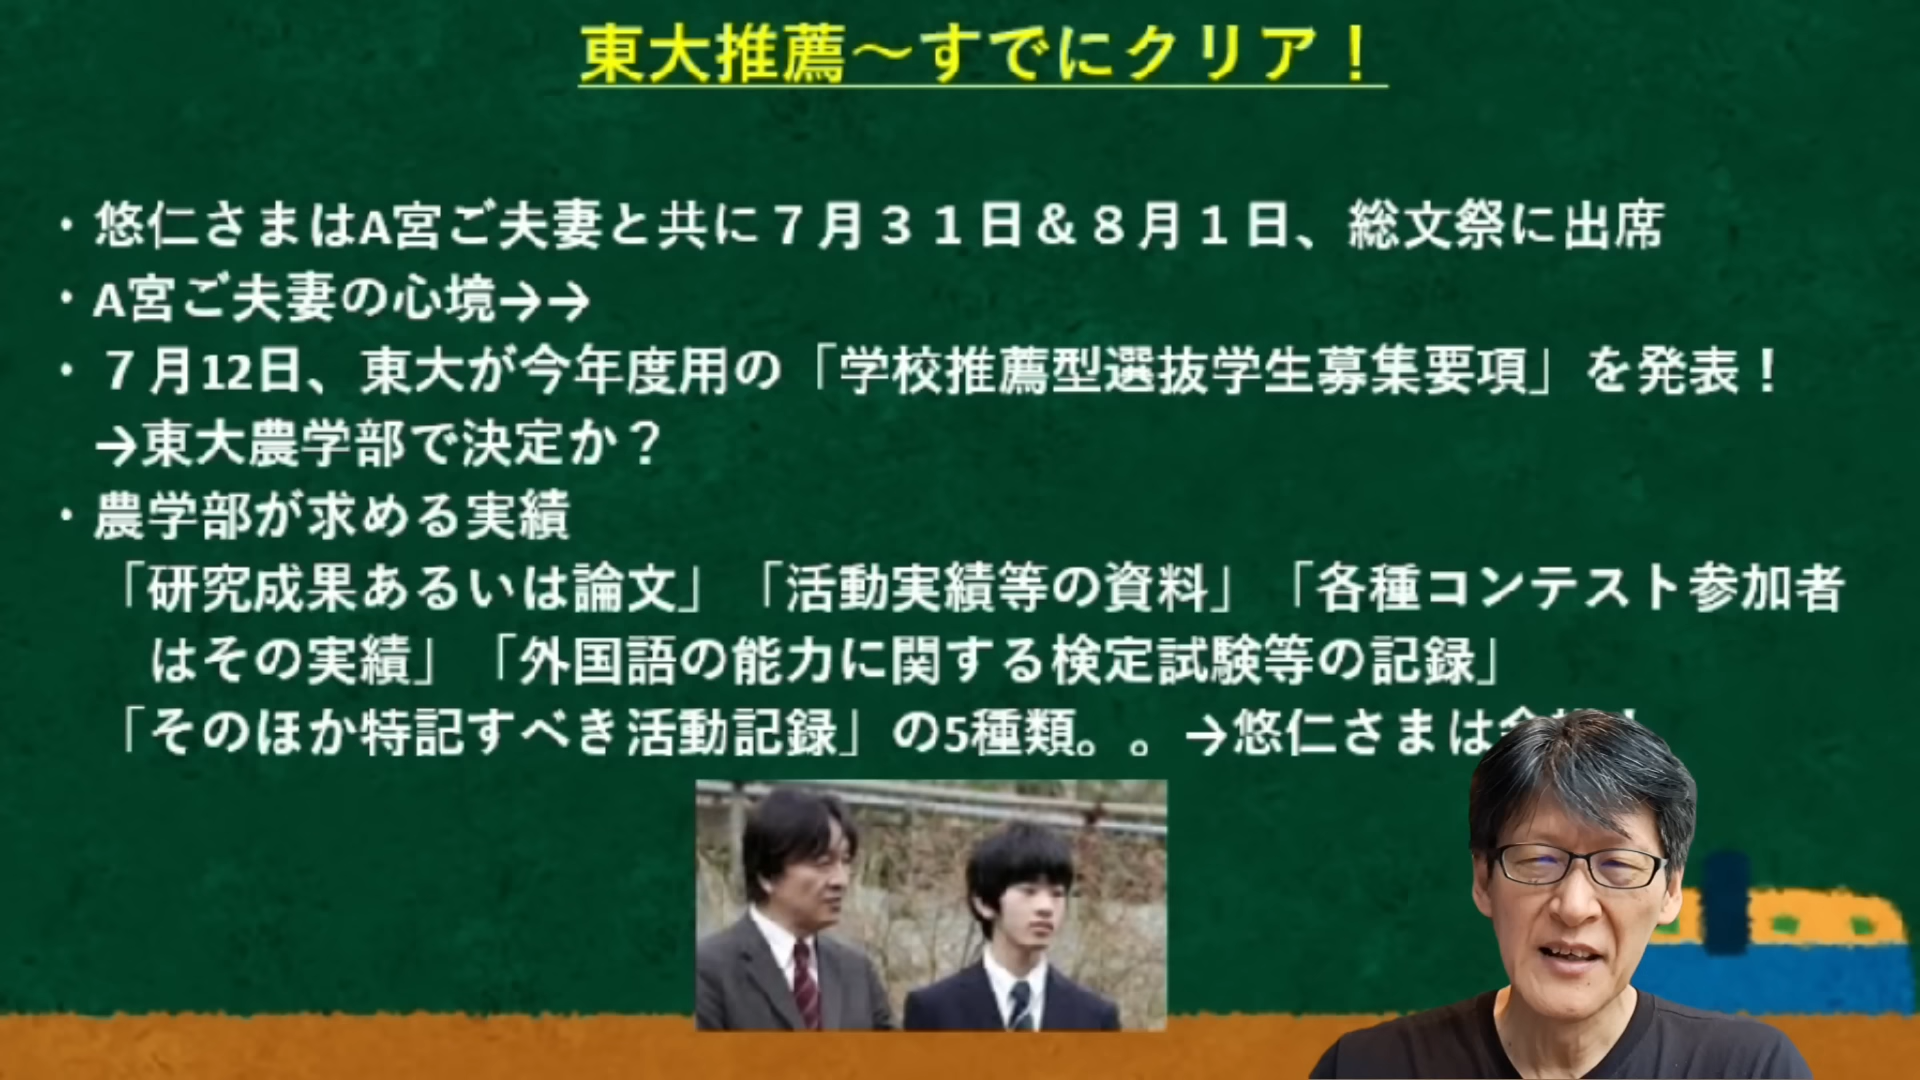 東大推薦～すでにクリア！
・悠仁さまはA宮ご夫妻と共に７月３１日＆８月１日、総文祭に出席
・A宮ご夫妻の心境→→
・７月12日、東大が今年度用の「学校推薦型選抜学生募集要項」を発表！
→東大農学部で決定か？
・農学部が求める実績
「研究成果あるいは論文」「活動実績等の資料」「各種コンテスト参加者
はその実績」「外国語の能力に関する検定試験等の記録」
「そのほか特記すべき活動記録」の5種類。。→悠仁さまは